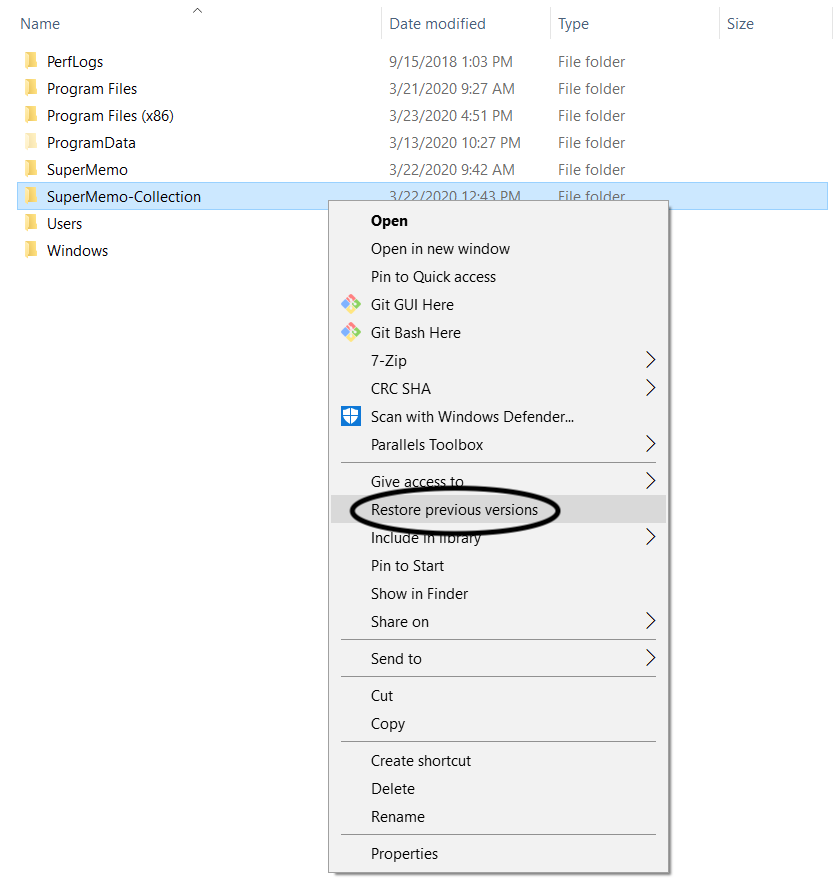 Name Date modified Type Size
PerfLogs 9/15/2018 1:03 PM File folder
Program Files 3/21/2020 9:27 AM File folder
Program Files (x86) 3/23/2020 4:51 PM File folder
ProgramData 3/13/2020 10:27 PM File folder
SuperMemo 3/22/2020 9:42 AM File folder
SuperMemo-Collection 3/22/2020 12:43 PM File folder
Users
Windows
Open
Open in new window
Pin to Quick access
Git GUI Here
Git Bash Here
7-Zip
CRC SHA
Scan with Windows Defender...
Parallels Toolbox
Give access to
Restore previous versions
Include in library
Pin to Start
Show in Finder
Share on
Send to
Cut
Copy
Create shortcut
Delete
Rename
Properties